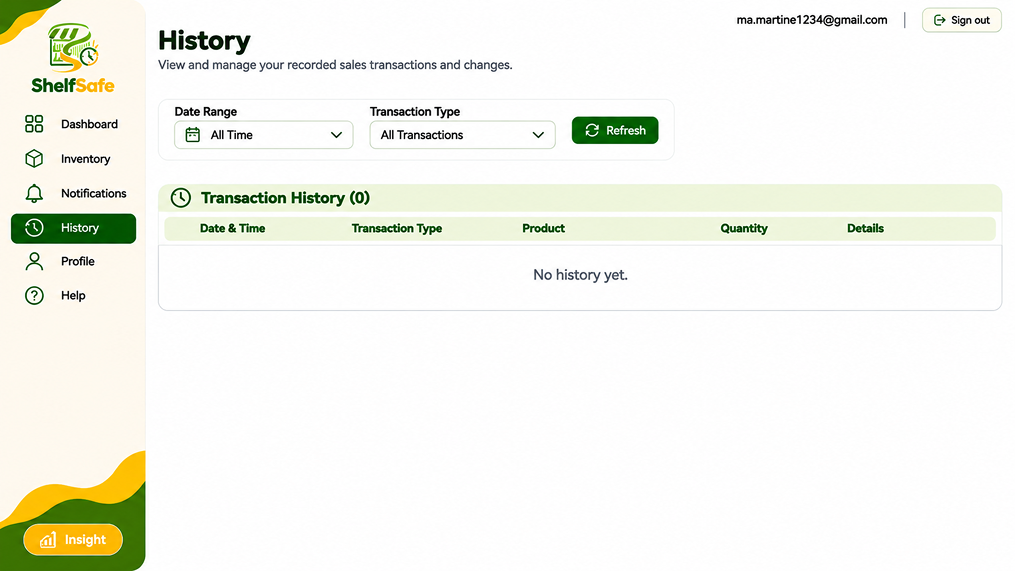 ma.martine1234@gmail.com
Sign out
ShelfSafe
Dashboard
Inventory
Notifications
History
Profile
Help
Insight
History
View and manage your recorded sales transactions and changes.
Date Range
Transaction Type
All Time
All Transactions
Refresh
Transaction History (0)
Date & Time Transaction Type Product Quantity Details
No history yet.